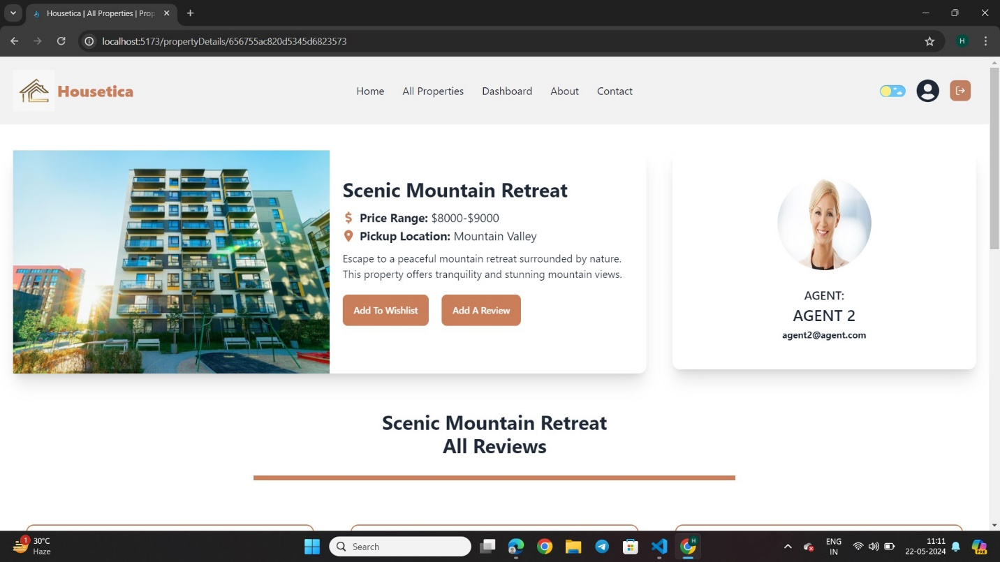 Housetica | All Properties | Prop
localhost:5173/propertyDetails/656755ac820d5345d6823573
H
Housetica
Home
All Properties
Dashboard
About
Contact
Scenic Mountain Retreat
Price Range: $8000-$9000
Pickup Location: Mountain Valley
Escape to a peaceful mountain retreat surrounded by nature.
This property offers tranquility and stunning mountain views.
Add To Wishlist
Add A Review
AGENT:
AGENT 2
agent2@agent.com
Scenic Mountain Retreat
All Reviews
1
30°C
Haze
Search
H
ENG
IN
11:11
22-05-2024
PRE